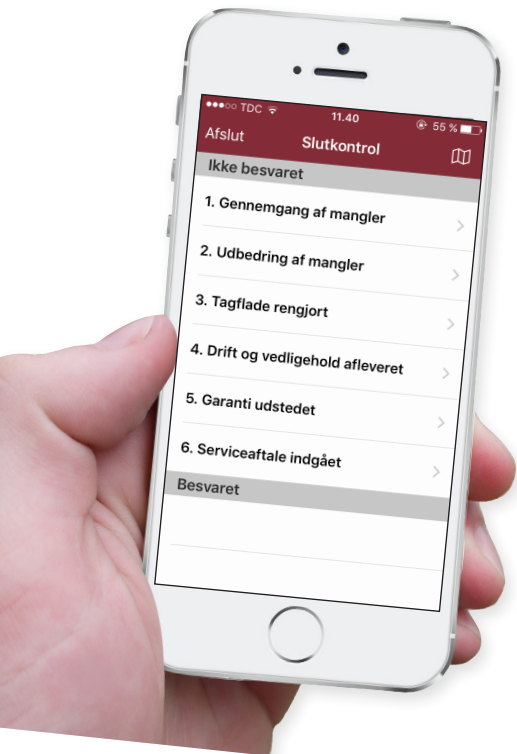 TDC 11.40 55 %
Afslut Slutkontrol
Ikke besvaret
1. Gennemgang af mangler
2. Udbedring af mangler
3. Tagflade rengjort
4. Drift og vedligehold afleveret
5. Garanti udstedet
6. Serviceaftale indgået
Besvaret